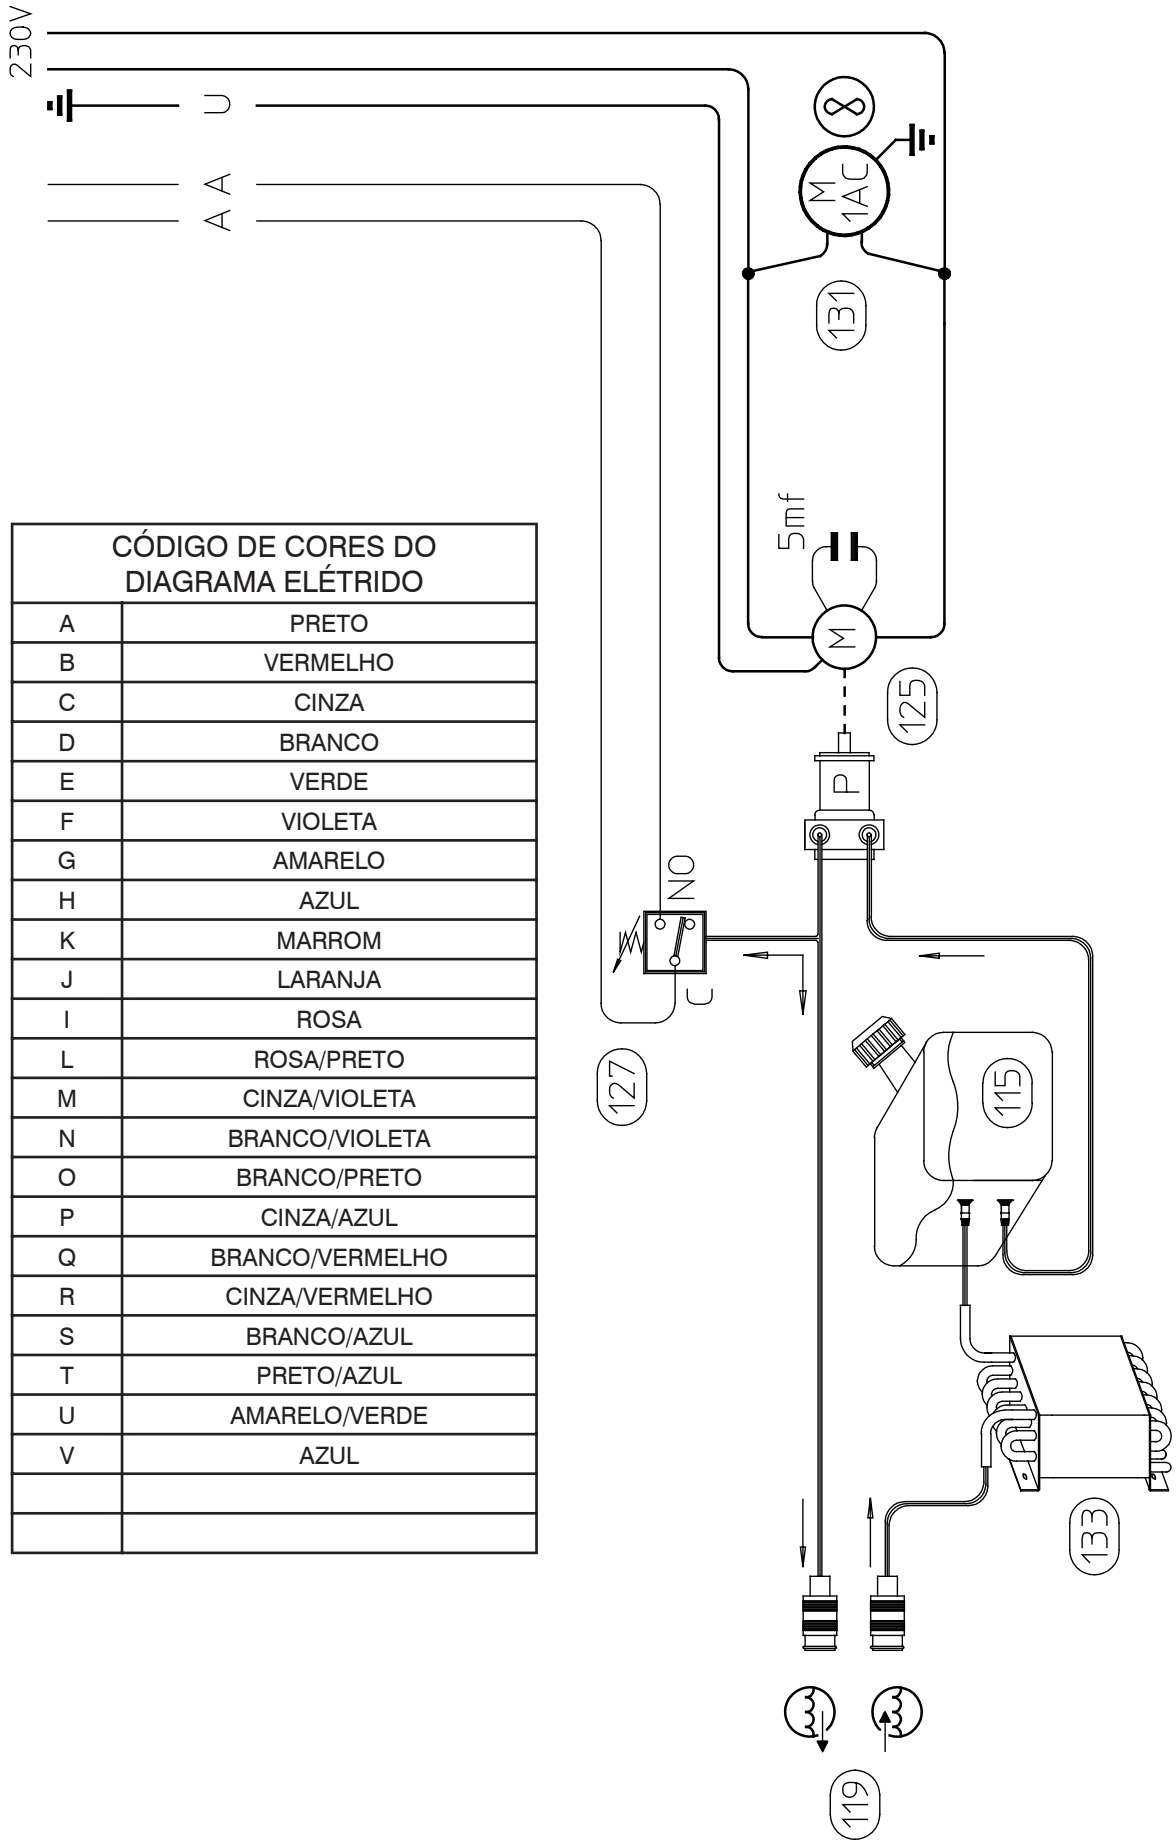 230V
U
A
A
M
1AC
131
5mf
M
125
P
NO
C
127
115
133
119
CÓDIGO DE CORES DO
DIAGRAMA ELÉTRIDO
A PRETO
B VERMELHO
C CINZA
D BRANCO
E VERDE
F VIOLETA
G AMARELO
H AZUL
K MARROM
J LARANJA
I ROSA
L ROSA/PRETO
M CINZA/VIOLETA
N BRANCO/VIOLETA
O BRANCO/PRETO
P CINZA/AZUL
Q BRANCO/VERMELHO
R CINZA/VERMELHO
S BRANCO/AZUL
T PRETO/AZUL
U AMARELO/VERDE
V AZUL